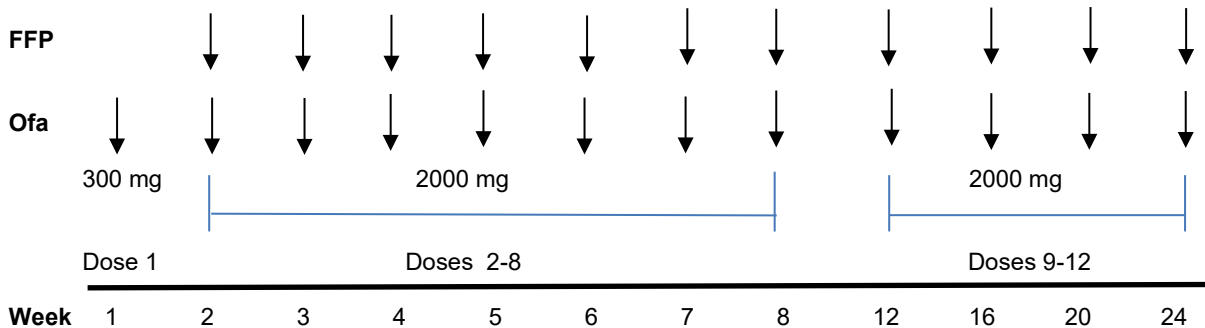 FFP
Ofa
300 mg 2000 mg 2000 mg
Dose 1 Doses 2-8 Doses 9-12
Week 1 2 3 4 5 6 7 8 12 16 20 24